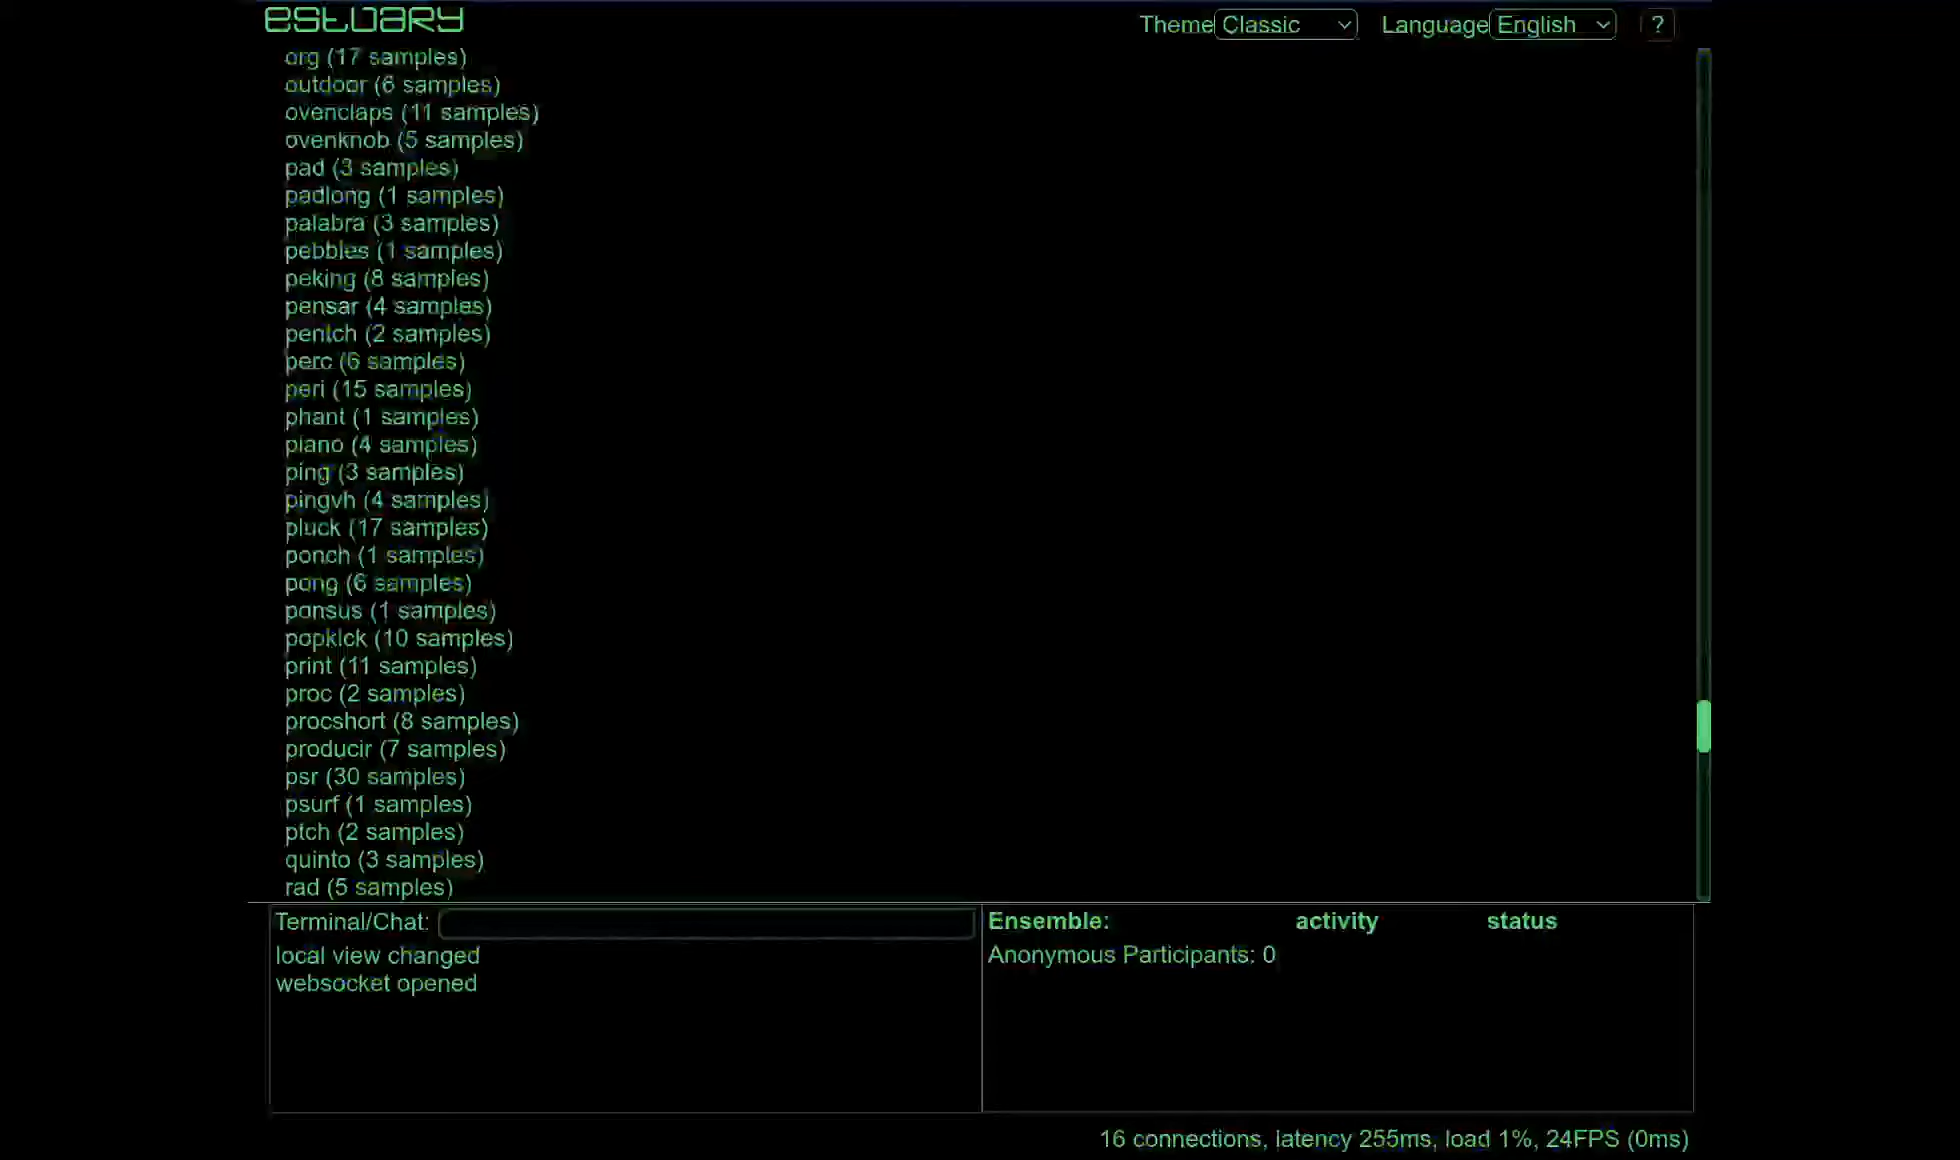 estuary
Theme Classic Language English ?
org (17 samples)
outdoor (6 samples)
ovenclaps (11 samples)
ovenknob (5 samples)
pad (3 samples)
padlong (1 samples)
palabra (3 samples)
pebbles (1 samples)
peking (8 samples)
pensar (4 samples)
pentch (2 samples)
perc (6 samples)
peri (15 samples)
phant (1 samples)
piano (4 samples)
ping (3 samples)
pingvh (4 samples)
pluck (17 samples)
ponch (1 samples)
pong (6 samples)
ponsus (1 samples)
popkick (10 samples)
print (11 samples)
proc (2 samples)
procshort (8 samples)
producir (7 samples)
psr (30 samples)
psurf (1 samples)
ptch (2 samples)
quinto (3 samples)
rad (5 samples)
Terminal/Chat:
local view changed
websocket opened
Ensemble: activity status
Anonymous Participants: 0
16 connections, latency 255ms, load 1%, 24FPS (0ms)